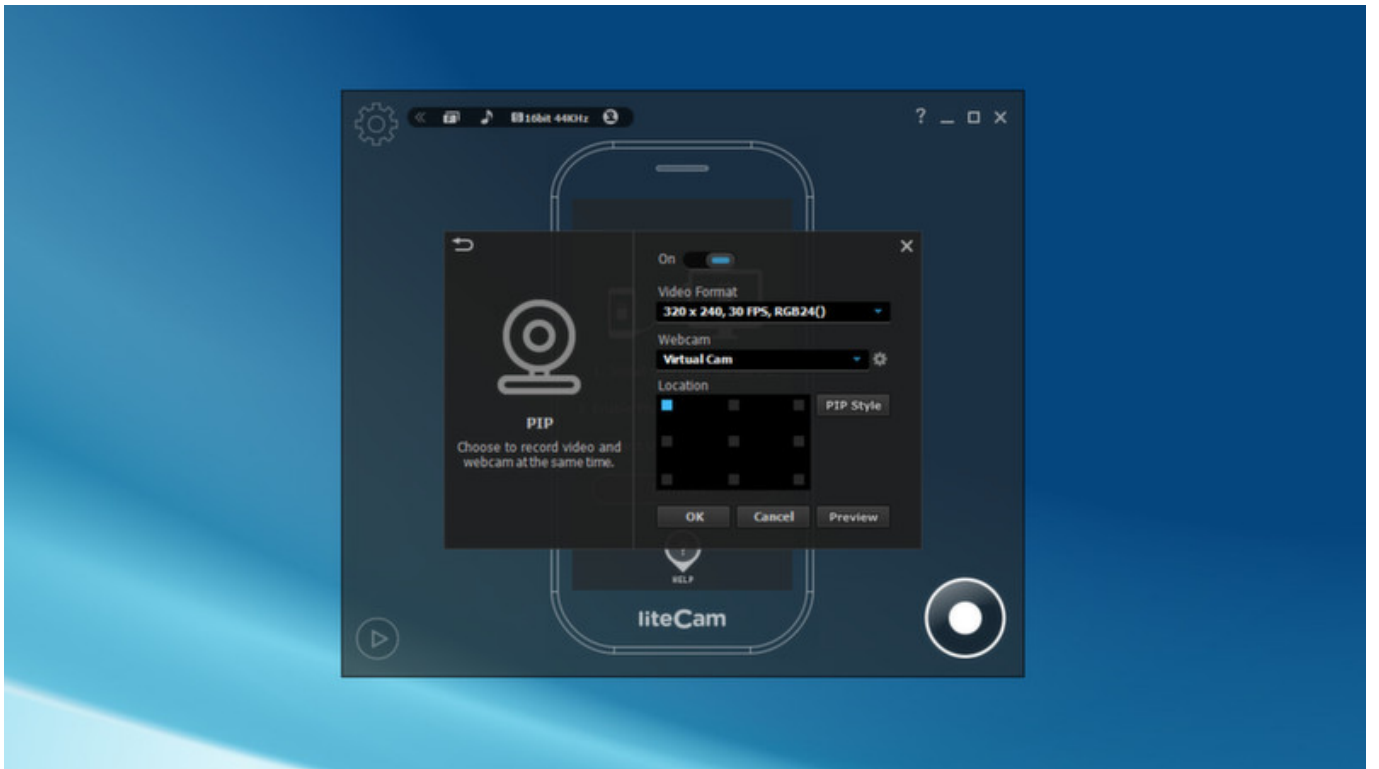 16bit 44KHz
?
On
Video Format
320 x 240, 30 FPS, RGB24()
Webcam
Virtual Cam
Location
PIP Style
PIP
Choose to record video and
webcam at the same time.
OK Cancel Preview
HELP
liteCam